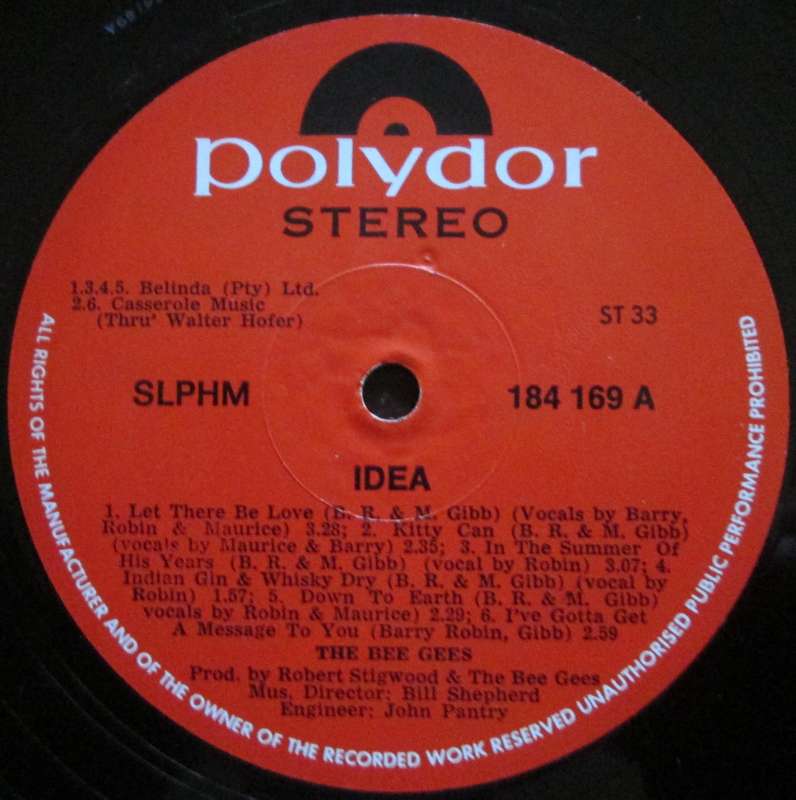 polydor
STEREO
1.3.4.5. Belinda (Pty) Ltd.
2.6. Casserole Music
(Thru' Walter Hofer)
ST 33
SLPHM
184 169 A
IDEA
1. Let There Be Love (B. R. & M. Gibb) (Vocals by Barry,
Robin & Maurice) 3.28; 2. Kitty Can (B. R. & M. Gibb)
(vocals by Maurice & Barry) 2.35; 3. In The Summer Of
His Years (B. R. & M. Gibb) (vocal by Robin) 3.07; 4.
Indian Gin & Whisky Dry (B. R. & M. Gibb) (vocal by
Robin) 1.57; 5. Down To Earth (B. R. & M. Gibb)
vocals by Robin & Maurice) 2.29; 6. I've Gotta Get
A Message To You (Barry Robin, Gibb) 2.59
THE BEE GEES
Prod. by Robert Stigwood & The Bee Gees
Mus. Director: Bill Shepherd
Engineer: John Pantry
ALL RIGHTS OF THE MANUFACTURER AND OF THE OWNER OF THE RECORDED WORK RESERVED UNAUTHORISED PUBLIC PERFORMANCE PROHIBITED